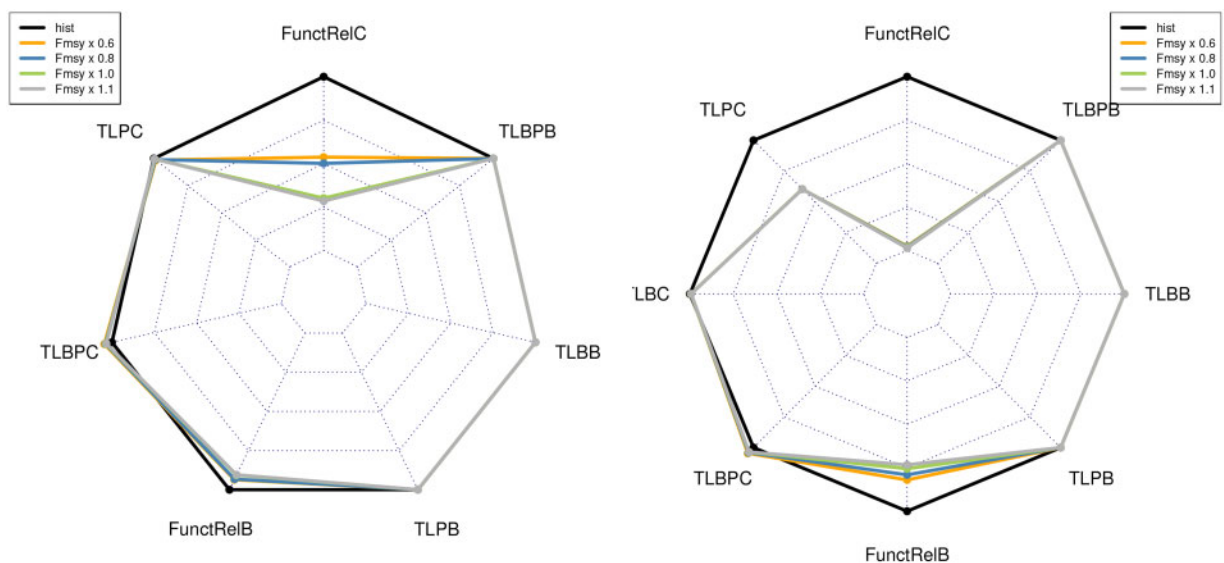 hist
Fmsy x 0.6
Fmsy x 0.8
Fmsy x 1.0
Fmsy x 1.1
FunctRelC
TLPC
TLBPB
TLBPC
TLBB
FunctRelB
TLPB
hist
Fmsy x 0.6
Fmsy x 0.8
Fmsy x 1.0
Fmsy x 1.1
FunctRelC
TLPC
TLBPB
TLBC
TLBB
TLBPC
TLPB
FunctRelB